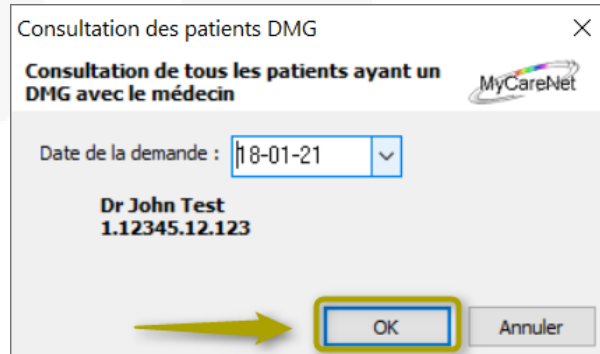 Consultation des patients DMG
Consultation de tous les patients ayant un
DMG avec le médecin
MyCareNet
Date de la demande : 18-01-21
Dr John Test
1.12345.12.123
OK
Annuler